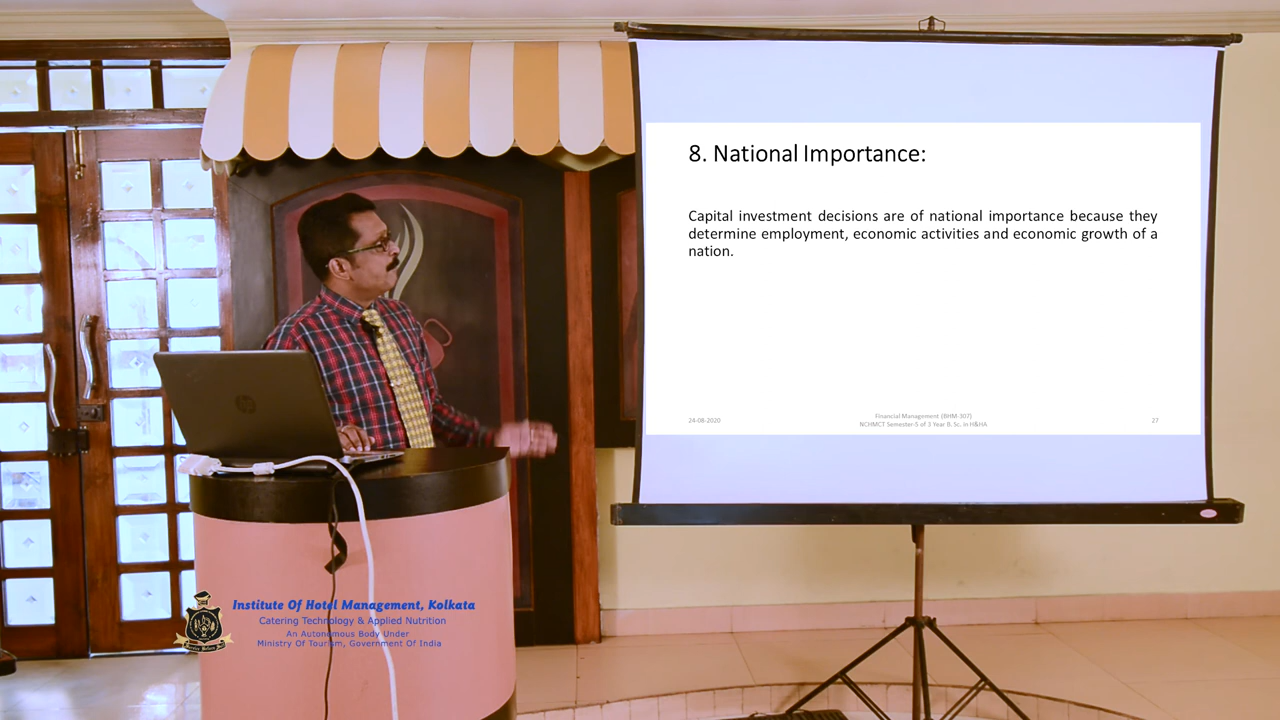 8. National Importance:
Capital investment decisions are of national importance because they
determine employment, economic activities and economic growth of a
nation.
24-08-2020
Financial Management [BHM-307]
NCHMCT Semester-5 of 3 Year B. Sc. in H&HA
27
Institute Of Hotel Management, Kolkata
Catering Technology & Applied Nutrition
An Autonomous Body Under
Ministry Of Tourism, Government Of India